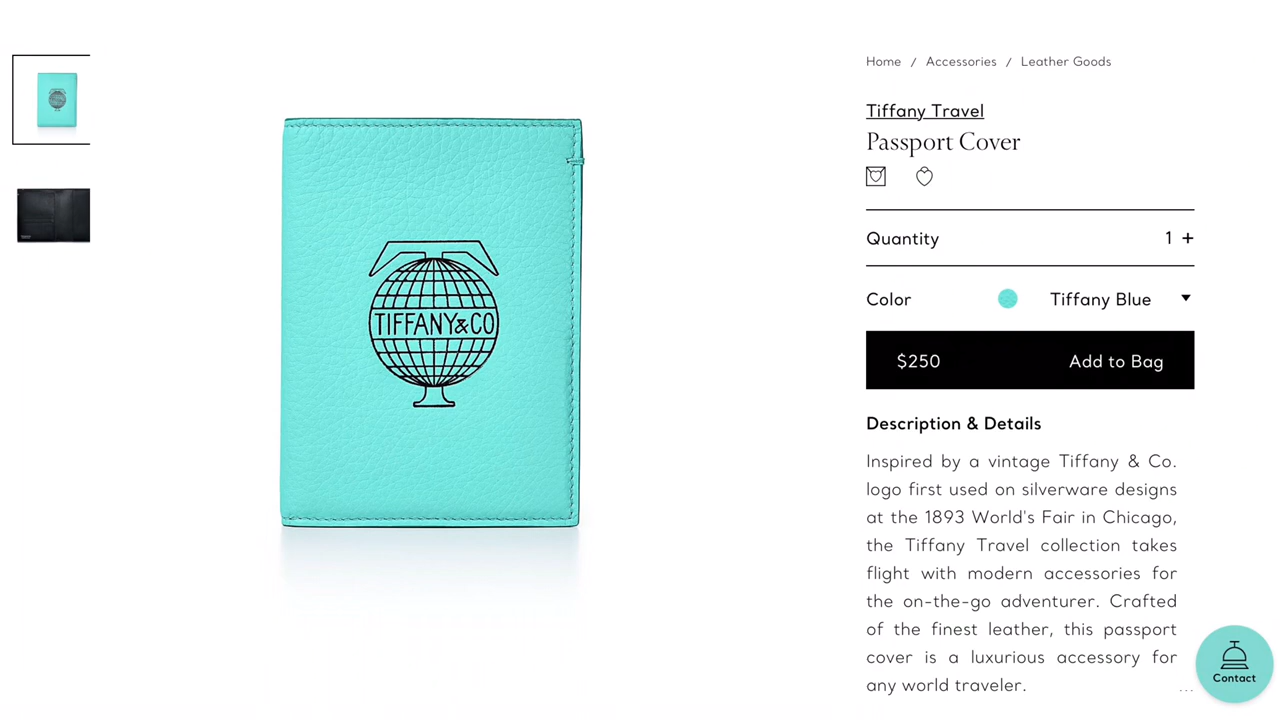 Home / Accessories / Leather Goods
Tiffany Travel
Passport Cover
Quantity 1 +
Color Tiffany Blue
$250 Add to Bag
Description & Details
Inspired by a vintage Tiffany & Co.
logo first used on silverware designs
at the 1893 World's Fair in Chicago,
the Tiffany Travel collection takes
flight with modern accessories for
the on-the-go adventurer. Crafted
of the finest leather, this passport
cover is a luxurious accessory for
any world traveler.
...
Contact
TIFFANY&CO